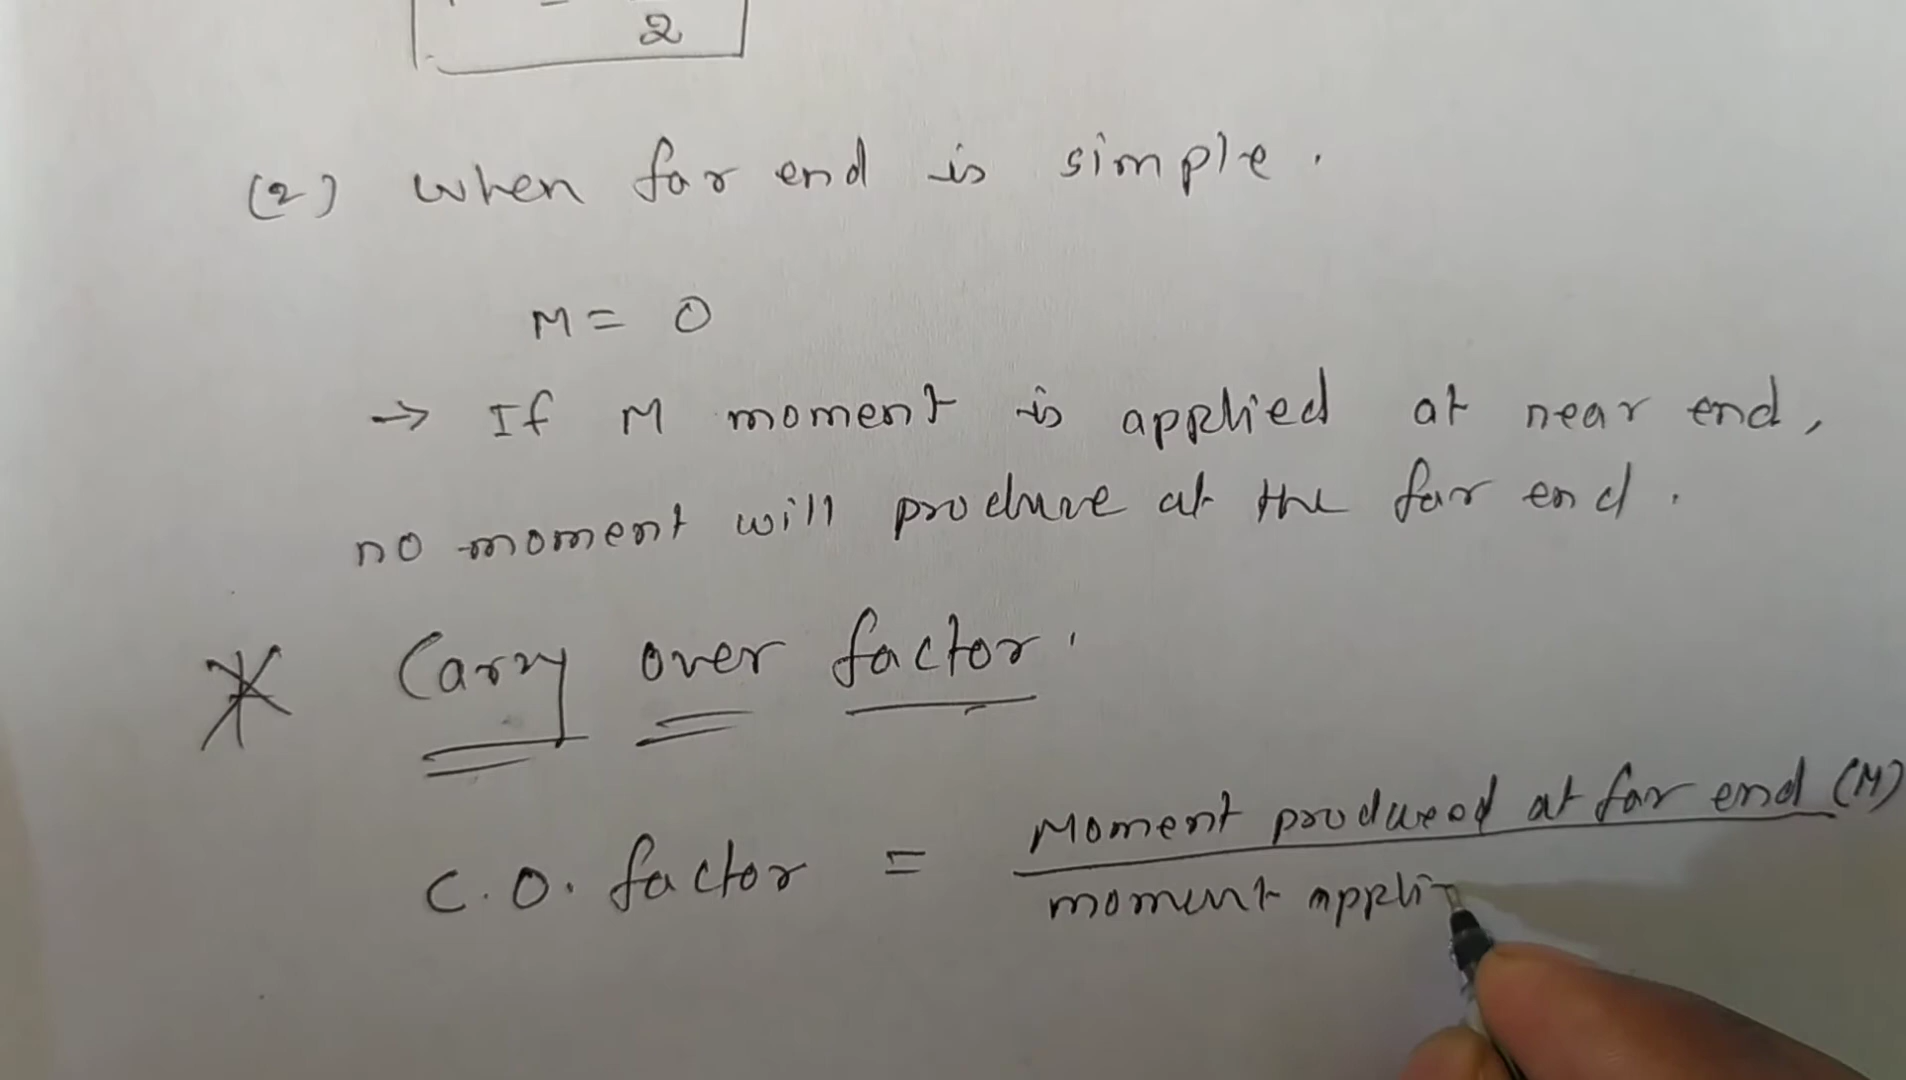 = 2
(2) when far end is simple.
M = 0
→ If M moment is applied at near end,
no moment will produce at the far end.
* Carry over factor.
C.O. factor = Moment produced at far end (M)
moment appli